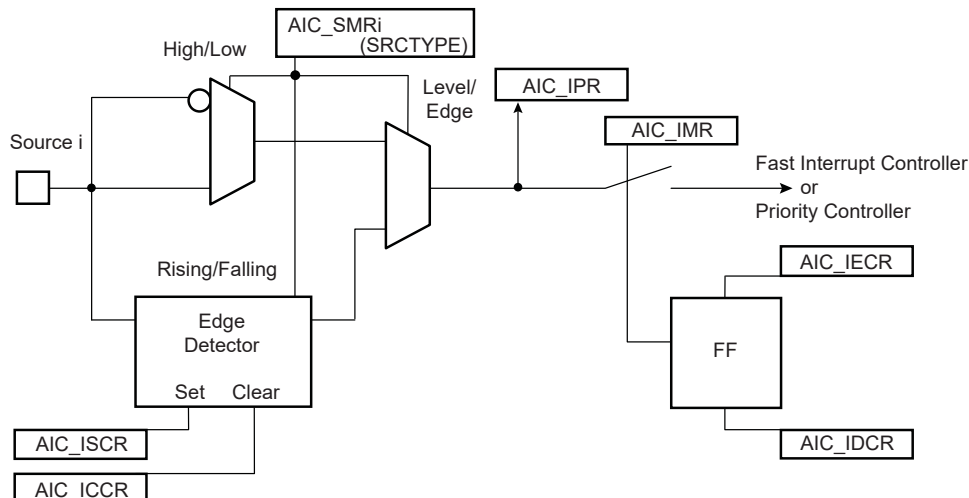 AIC_SMRi
(SRCTYPE)
High/Low
Level/
Edge
AIC_IPR
AIC_IMR
Source i
Fast Interrupt Controller
or
Priority Controller
Rising/Falling
AIC_IECR
Edge
Detector
FF
Set Clear
AIC_ISCR
AIC_IDCR
AIC_ICCR